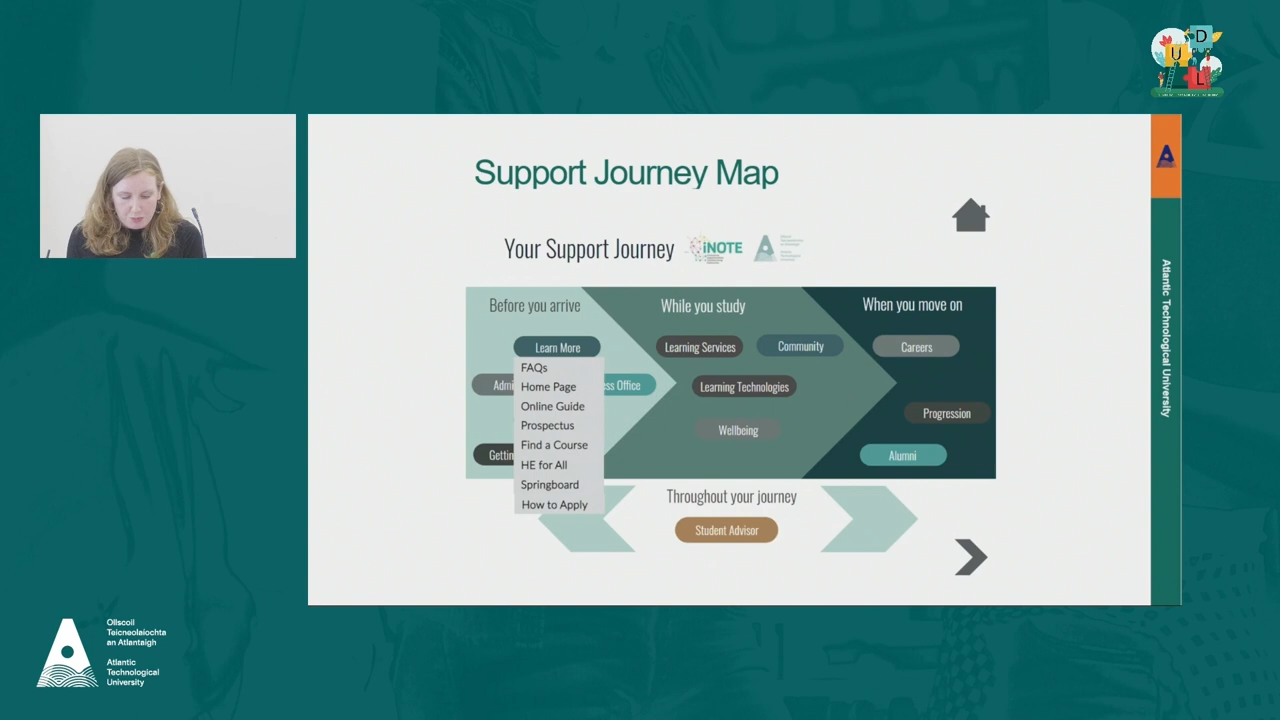 U
D
L
Support Journey Map
Your Support Journey
iNOTE
Before you arrive
While you study
When you move on
Learn More
FAQs
Home Page
Online Guide
Prospectus
Find a Course
HE for All
Springboard
How to Apply
Learning Services
Community
Learning Technologies
Wellbeing
Careers
Progression
Alumni
Office
Throughout your journey
Student Advisor
Atlantic Technological University
Ollscoil
Teicneolaíochta
an Atlantaigh
Atlantic
Technological
University